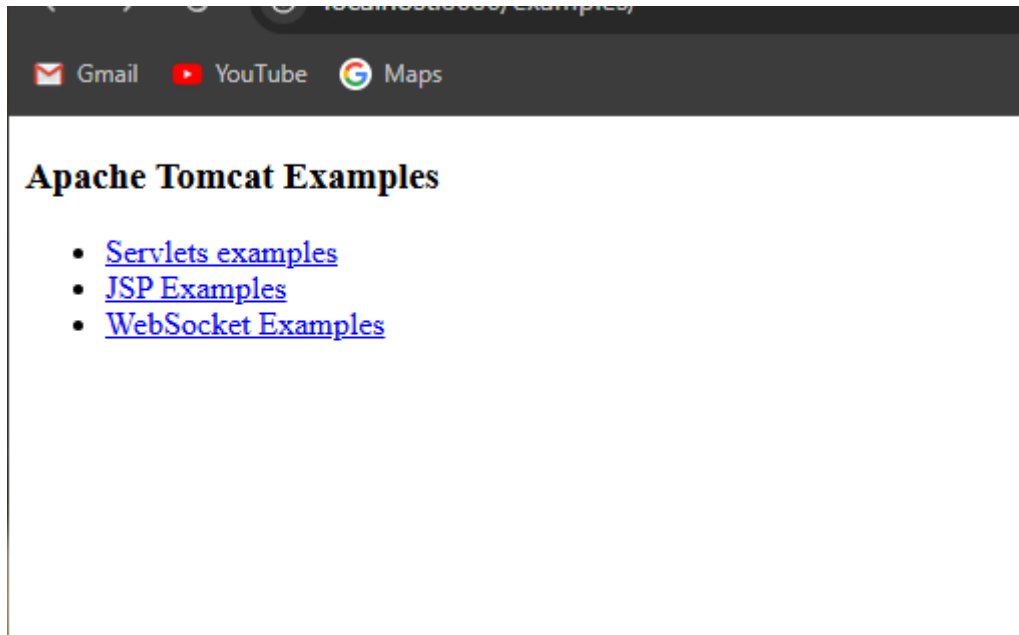 Gmail YouTube Maps
Apache Tomcat Examples
Servlets examples
JSP Examples
WebSocket Examples